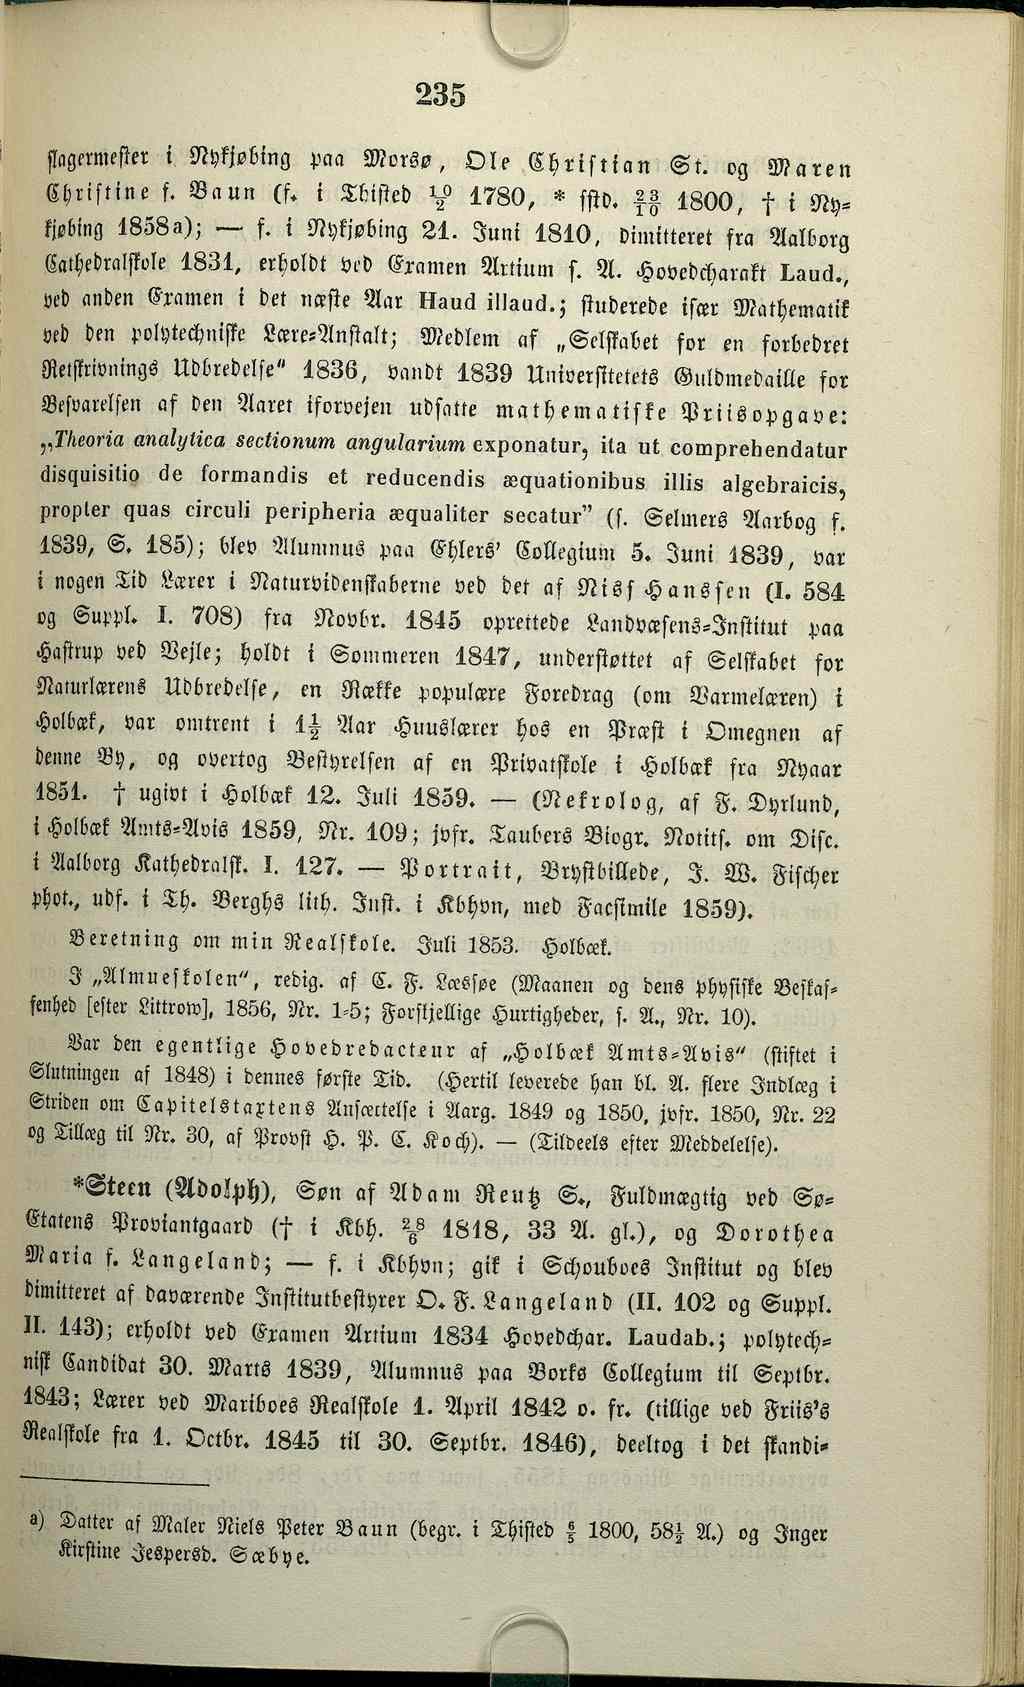 235
slagermester i Nykjøbing paa Morsø, Ole Christian St. og Maren
Christine f. Baun (f. i Thisted 10/2 1780, * sstd. 23/10 1800, † i Ny-
kjøbing 1858a); — f. i Nykjøbing 21. Juni 1810, dimitteret fra Aalborg
Cathedralskole 1831, erholdt ved Examen Artium s. A. Hovedcharakt Laud.,
ved anden Examen i det næste Aar Haud illaud.; studerede især Mathematik
ved den polytechniske Lære-Anstalt; Medlem af „Selskabet for en forbedret
Retskrivnings Udbredelse" 1836, vandt 1839 Universitetets Guldmedaille for
Besvarelsen af den Aaret iforvejen udsatte mathematiske Priisopgave:
„Theoria analytica sectionum angularium exponatur, ita ut comprehendatur
disquisitio de formandis et reducendis æquationibus illis algebraicis,
propter quas circuli peripheria æqualiter secatur” (s. Selmers Aarbog f.
1839, S. 185); blev Alumnus paa Ehlers' Collegium 5. Juni 1839, var
i nogen Tid Lærer i Naturvidenskaberne ved det af Niss Hanssen (I. 584
og Suppl. I. 708) fra Novbr. 1845 oprettede Landvæsens-Institut paa
Hastrup ved Vejle; holdt i Sommeren 1847, understøttet af Selskabet for
Naturlærens Udbredelse, en Række populære Foredrag (om Varmelæren) i
Holbæk, var omtrent i 1½ Aar Huuslærer hos en Præst i Omegnen af
denne By, og overtog Bestyrelsen af en Privatskole i Holbæk fra Nyaar
1851. † ugivt i Holbæk 12. Juli 1859. — (Nekrolog, af F. Dyrlund,
i Holbæk Amts-Avis 1859, Nr. 109; jvfr. Taubers Biogr. Notits. om Disc.
i Aalborg Kathedralsk. I. 127. — Portrait, Brystbillede, J. W. Fischer
phot., udf. i Th. Berghs lith. Inst. i Kbhvn, med Facsimile 1859).
Beretning om min Realskole. Juli 1853. Holbæk.
I „Almueskolen", redig. af C. F. Læssøe (Maanen og dens physiske Beskaf-
fenhed [efter Littrow], 1856, Nr. 1-5; Forskjellige Hurtigheder, s. A., Nr. 10).
Var den egentlige Hovedredacteur af „Holbæk Amts-Avis" (stiftet i
Slutningen af 1848) i dennes første Tid. (Hertil leverede han bl. A. flere Indlæg i
Striden om Capitelstaxtens Ansættelse i Aarg. 1849 og 1850, jvfr. 1850, Nr. 22
og Tillæg til Nr. 30, af Provst H. P. C. Koch). — (Tildeels efter Meddelelse).
*Steen (Adolph), Søn af Adam Reutz S., Fuldmægtig ved Sø-
Etatens Proviantgaard († i Kbh. 28/6 1818, 33 A. gl.), og Dorothea
Maria f. Langeland; — f. i Kbhvn; gik i Schouboes Institut og blev
dimitteret af daværende Institutbestyrer O. F. Langeland (II. 102 og Suppl.
II. 143); erholdt ved Examen Artium 1834 Hovedchar. Laudab.; polytech-
nisk Candidat 30. Marts 1839, Alumnus paa Borks Collegium til Septbr.
1843; Lærer ved Mariboes Realskole 1. April 1842 o. fr. (tillige ved Friis's
Realskole fra 1. Octbr. 1845 til 30. Septbr. 1846), deeltog i det skandi-
a) Datter af Maler Niels Peter Baun (begr. i Thisted 6/5 1800, 58½ A.) og Inger
Kirstine Jespersd. Sæbye.